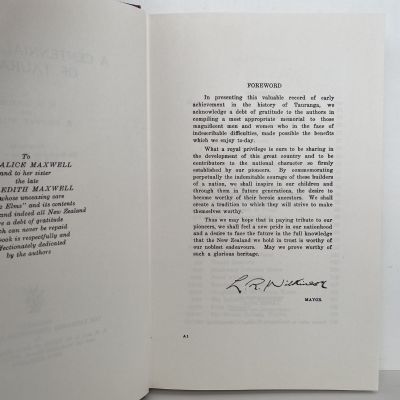 A CENTENNIAL
OF TAURA
To
ALICE MAXWELL
and to her sister
the late
EDITH MAXWELL
whose unceasing care
Elms" and its contents
and indeed all New Zealand
a debt of gratitude
can never be repaid
book is respectfully and
affectionately dedicated
by the authors
FOREWORD
In presenting this valuable record of early
achievement in the history of Tauranga, we
acknowledge a debt of gratitude to the authors in
compiling a most appropriate memorial to those
magnificent men and women who in the face of
indescribable difficulties, made possible the benefits
which we enjoy to-day.
What a royal privilege is ours to be sharing in
the development of this great country and to be
contributors to the national character so firmly
established by our pioneers. By commemorating
perpetually the indomitable courage of these builders
of a nation, we shall inspire in our children and
through them in future generations, the desire to
become worthy of their heroic ancestors. We shall
create a tradition which they will strive to make
themselves worthy.
Thus we may hope that in paying tribute to our
pioneers, we shall feel a new pride in our nationhood
and a desire to face the future in the full knowledge
that the New Zealand we hold in trust is worthy of
our noblest endeavours. May we prove worthy of
such a glorious heritage.
L R. Wilkinson
MAYOR.
A1